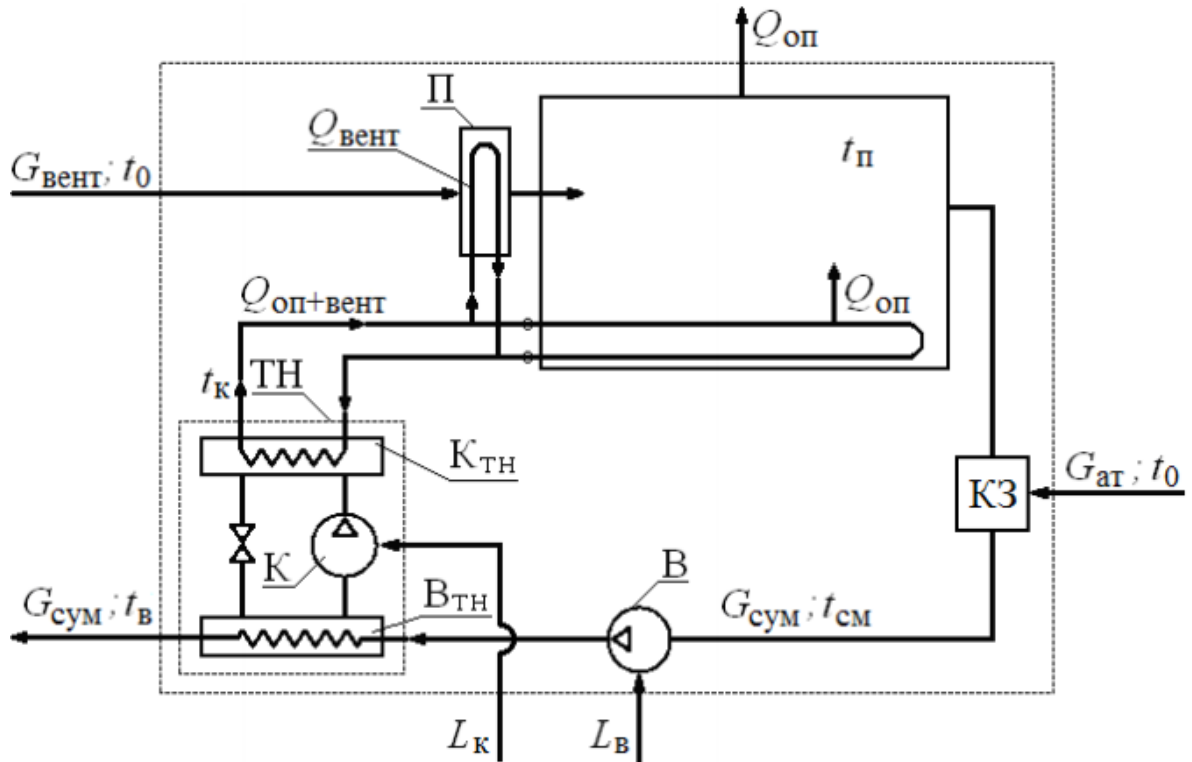 Qоп
П
Qвент
tп
Gвент; t0
Qоп+вент
Qоп
tк
ТН
КТН
Gат; t0
КЗ
К
В
Gсум; tв
ВТН
Gсум; tсм
Lк
Lв